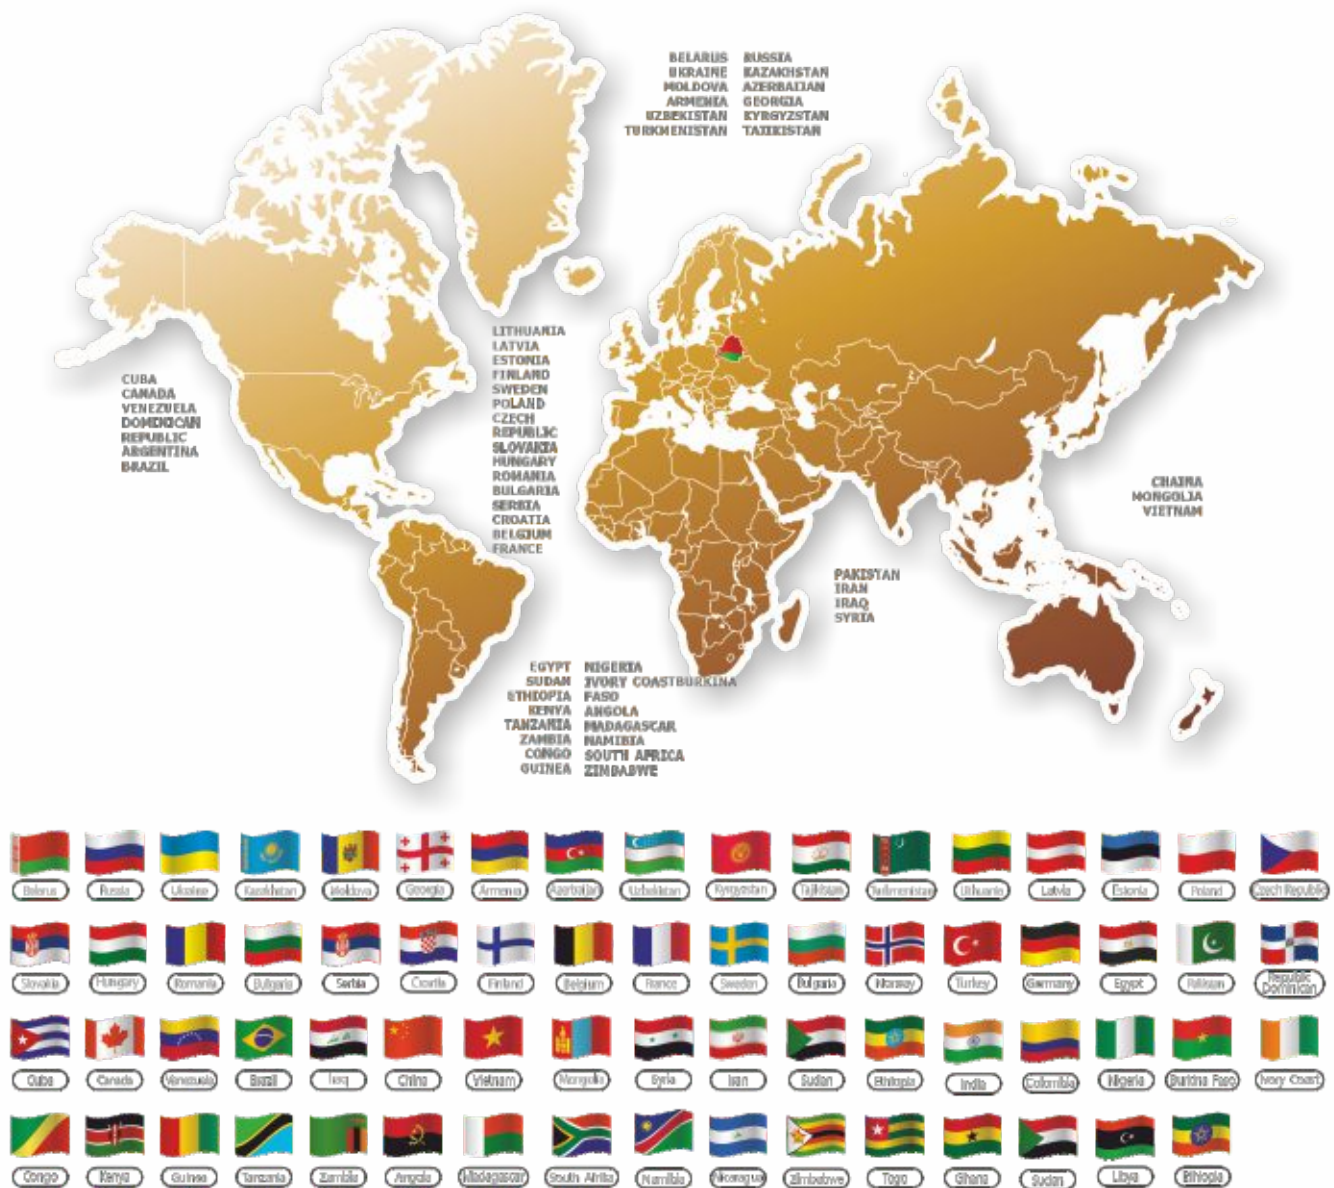 BELARUS RUSSIA
UKRAINE KAZAKHSTAN
MOLDOVA AZERBAIJAN
ARMENIA GEORGIA
UZBEKISTAN KYRGYZSTAN
TURKMENISTAN TAJIKISTAN
CUBA
CANADA
VENEZUELA
DOMINICAN
REPUBLIC
ARGENTINA
BRAZIL
LITHUANIA
LATVIA
ESTONIA
FINLAND
SWEDEN
POLAND
CZECH
REPUBLIC
SLOVAKIA
HUNGARY
ROMANIA
BULGARIA
SERBIA
CROATIA
BELGIUM
FRANCE
CHAINA
MONGOLIA
VIETNAM
PAKISTAN
IRAN
IRAQ
SYRIA
EGYPT NIGERIA
SUDAN IVORY COASTBURKINA
ETHIOPIA FASO
KENYA ANGOLA
TANZANIA MADAGASCAR
ZAMBIA NAMIBIA
CONGO SOUTH AFRICA
GUINEA ZIMBABWE
Belarus Russia Ukraine Kazakhstan Moldova Georgia Armenia Azerbaijan Uzbekistan Kyrgyzstan Tajikistan Turkmenistan Lithuania Latvia Estonia Poland Czech Republic
Slovakia Hungary Romania Bulgaria Serbia Croatia Finland Belgium France Sweden Bulgaria Norway Turkey Germany Egypt Pakistan Republic Dominican
Cuba Canada Venezuela Brazil Iraq China Vietnam Mongolia Syria Iran Sudan Ethiopia India Colombia Nigeria Burkina Faso Ivory Coast
Congo Kenya Guinea Tanzania Zambia Angola Madagascar South Afrika Namibia Nicaragua Zimbabwe Togo Ghana Sudan Libya Ethiopia